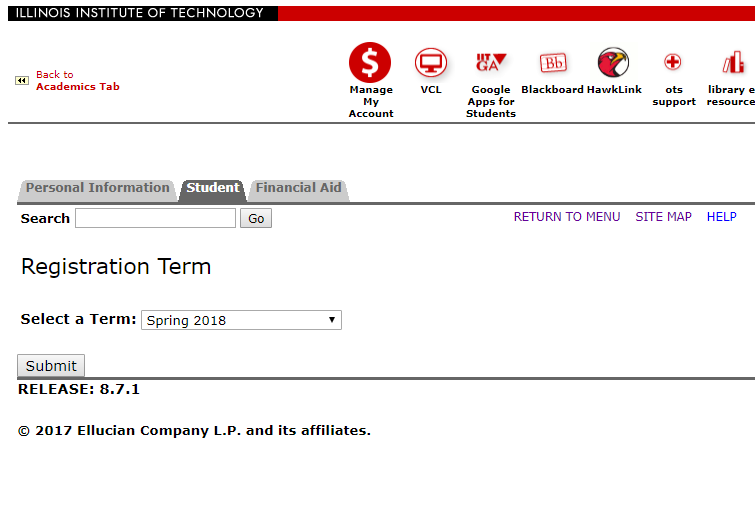 ILLINOIS INSTITUTE OF TECHNOLOGY
Back to
Academics Tab
$
Manage
My
Account
VCL
IIT
GA
Google
Apps for
Students
Bb
Blackboard
HawkLink
ots
support
library e
resource
Personal Information
Student
Financial Aid
Search
Go
RETURN TO MENU
SITE MAP
HELP
Registration Term
Select a Term: Spring 2018
Submit
RELEASE: 8.7.1
© 2017 Ellucian Company L.P. and its affiliates.